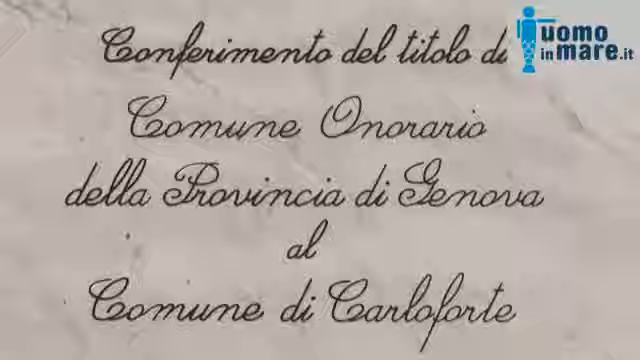 Conferimento del titolo di
uomo
in mare.it
Comune Onorario
della Provincia di Genova
al
Comune di Carloforte